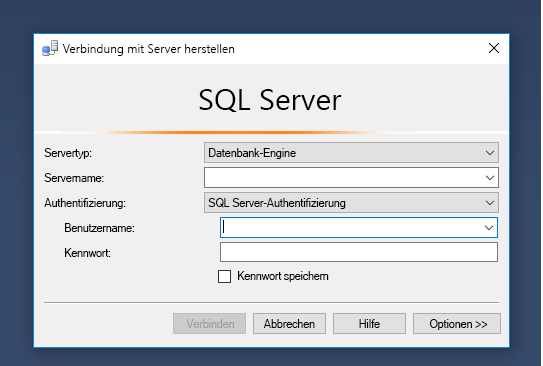 Verbindung mit Server herstellen
SQL Server
Servertyp: Datenbank-Engine
Servername:
Authentifizierung: SQL Server-Authentifizierung
Benutzername:
Kennwort:
Kennwort speichern
Verbinden Abbrechen Hilfe Optionen >>